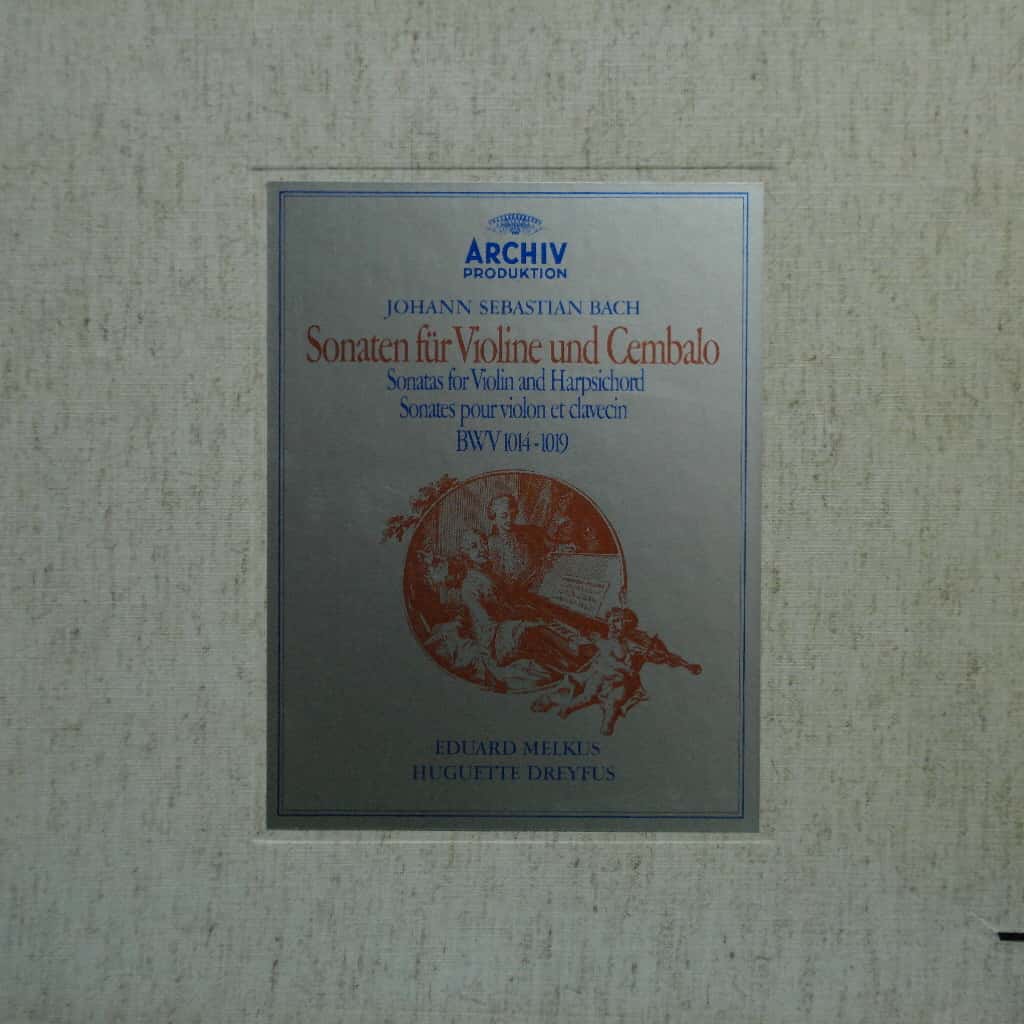 ARCHIV
PRODUKTION
JOHANN SEBASTIAN BACH
Sonaten für Violine und Cembalo
Sonatas for Violin and Harpsichord
Sonates pour violon et clavecin
BWV 1014-1019
EDUARD MELKUS
HUGUETTE DREYFUS